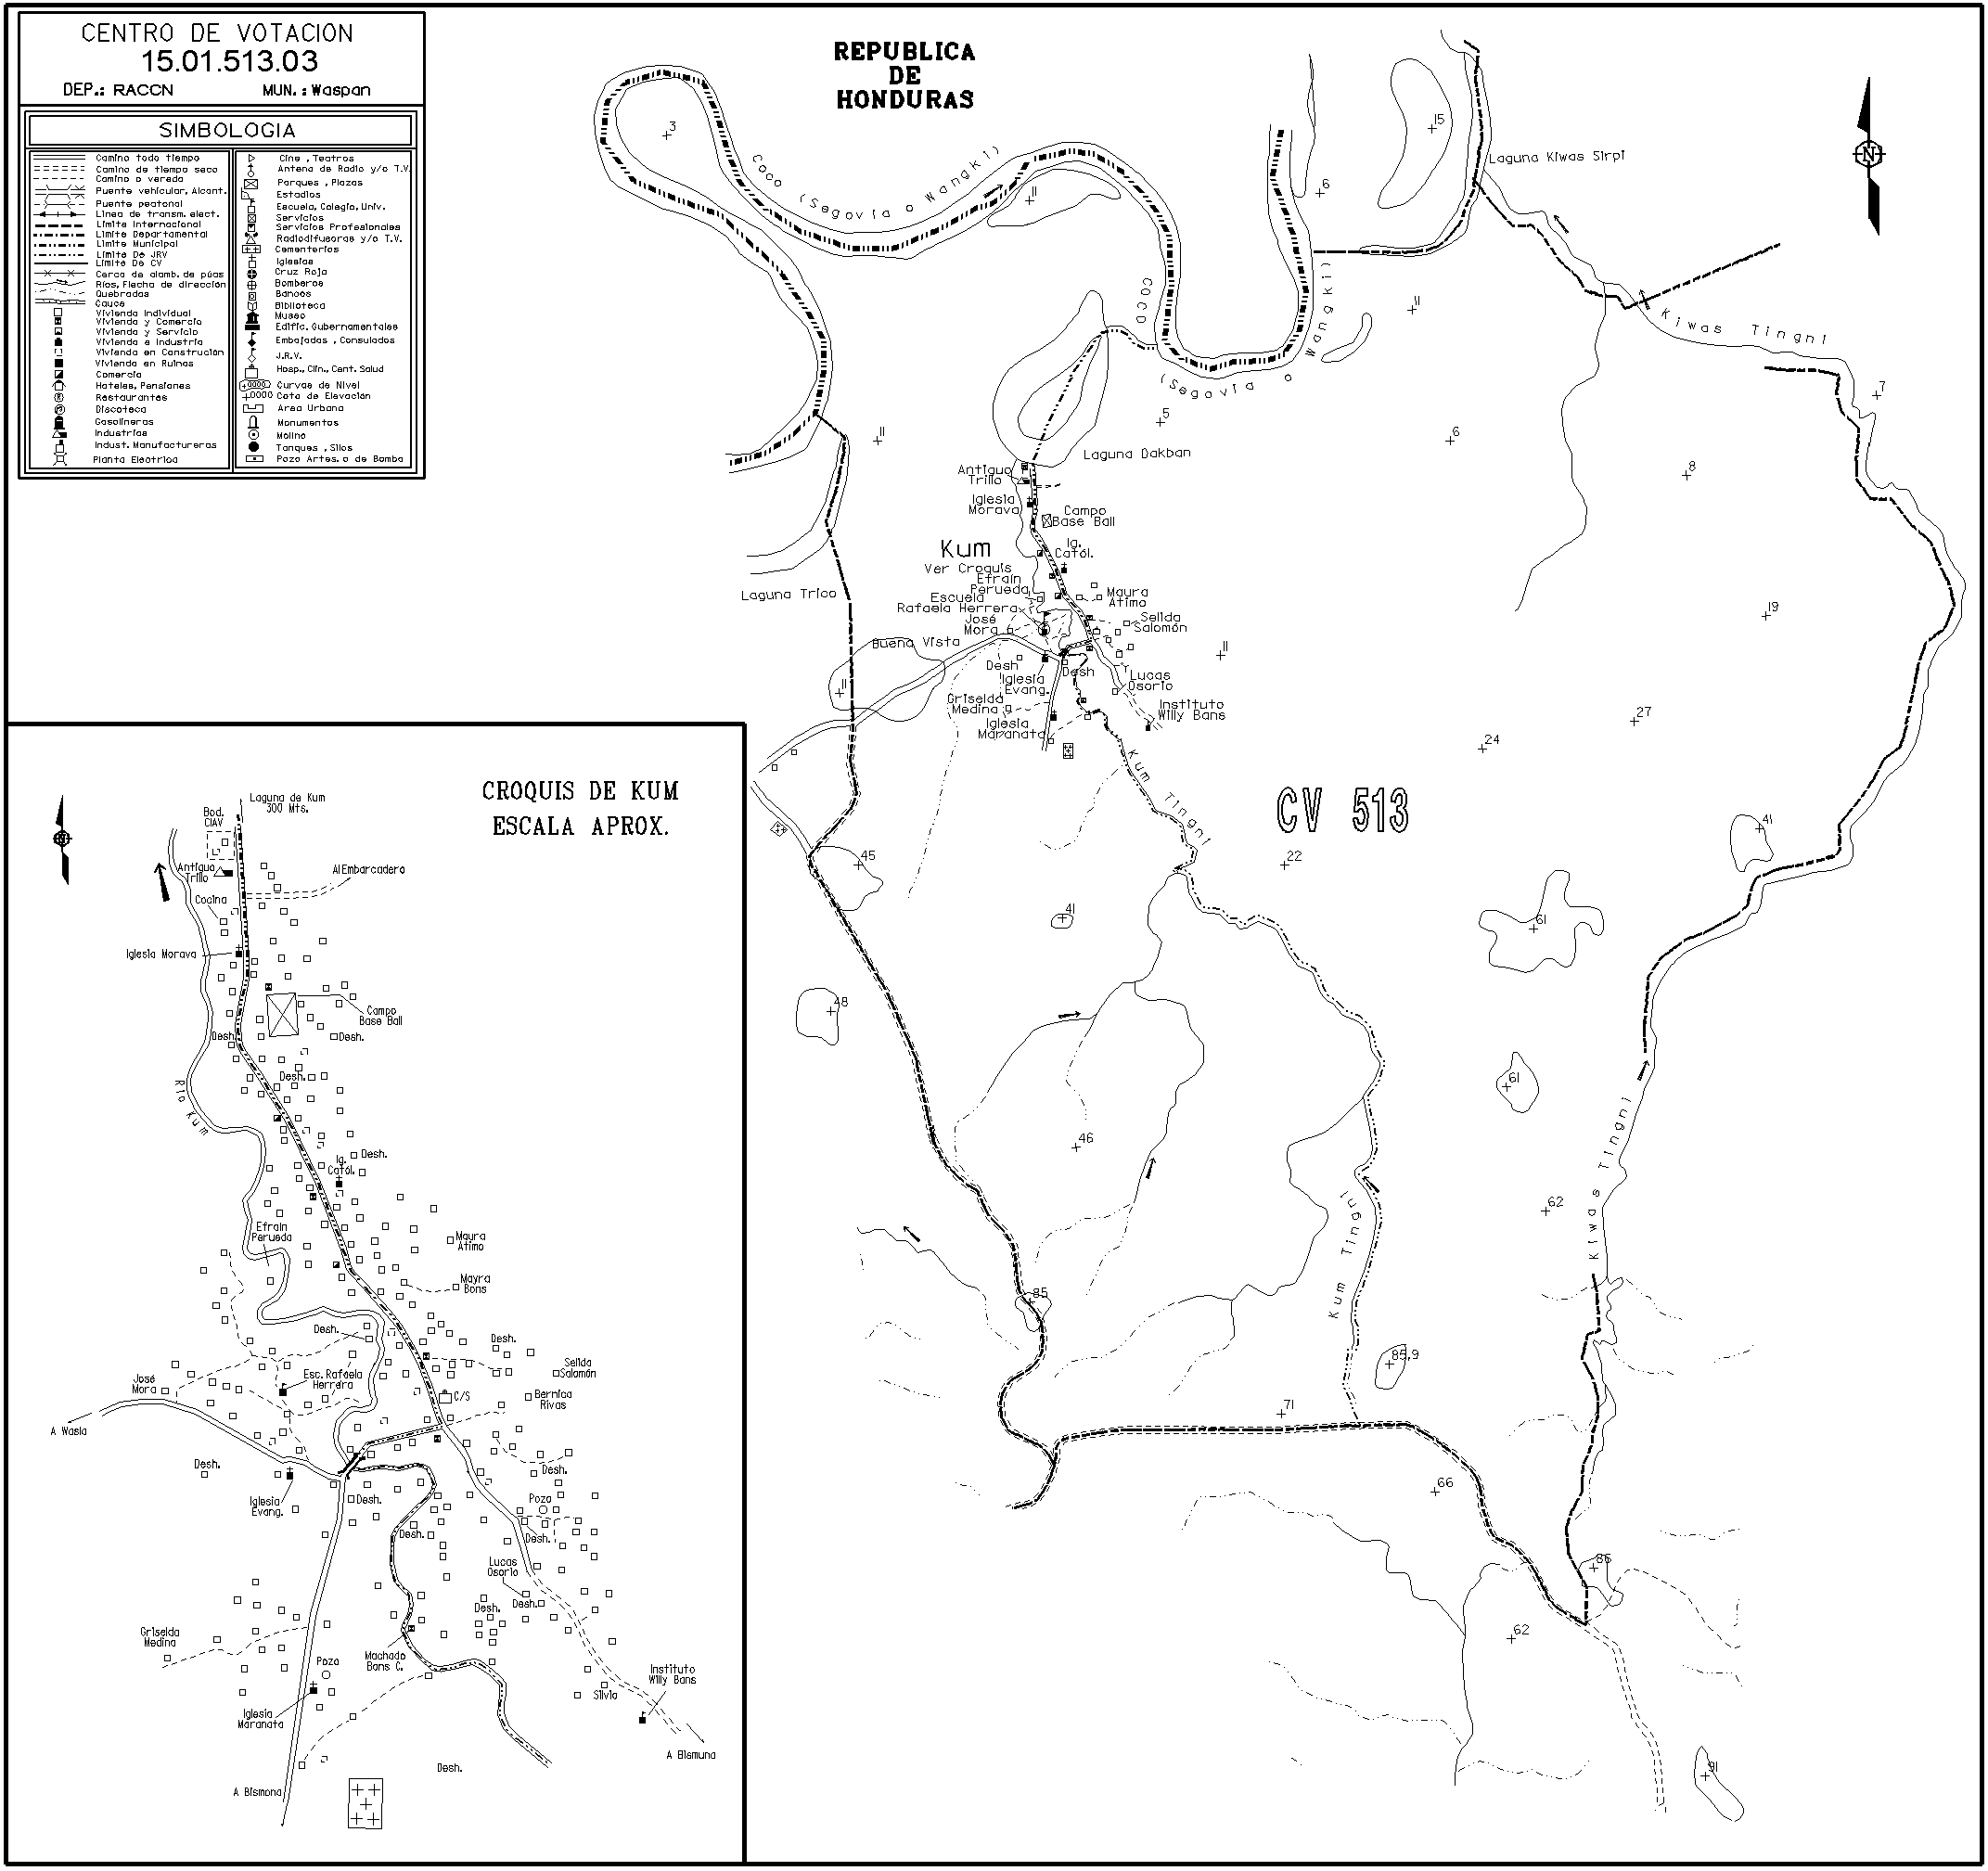 CENTRO DE VOTACION
15.01.513.03
DEP.: RACCN MUN.: Waspan
SIMBOLOGIA
Camino todo tiempo
Camino de tiempo seco
Camino o vereda
Puente vehicular, Alcant.
Puente peatonal
Linea de transm. elect.
Limite Internacional
Limite Departamental
Limite Municipal
Limite De JRV
Limite De CV
Cerca de alamb. de púas
Ríos, Flecha de dirección
Quebradas
Cauce
Vivienda Individual
Vivienda y Comercio
Vivienda y Servicio
Vivienda e Industria
Vivienda en Construción
Vivienda en Ruinas
Comercio
Hoteles, Pensiones
Restaurantes
Discoteca
Gasolineras
Industrias
Indust. Manufactureras
Planta Electrica
Cine , Teatros
Antena de Radio y/o T.V.
Parques , Plazas
Estadios
Escuela, Colegio, Univ.
Servicios
Servicios Profesionales
Radiodifusoras y/o T.V.
Cementerios
Iglesias
Cruz Roja
Bomberos
Bancos
Biblioteca
Museo
Edific. Gubernamentales
Embajadas , Consulados
J.R.V.
Hosp., Clin., Cent. Salud
Curvas de Nivel
+0000 Cota de Elevación
Area Urbana
Monumentos
Molino
Tanques , Silos
Pozo Artes. o de Bomba
REPUBLICA
DE
HONDURAS
3
Coco (Segovia o Wangki)
11
6
15
Laguna Kiwas Sirpi
Coco
(Segovia o Wangki)
11
Kiwas Tingni
7
5
11
6
8
Laguna Dakban
Antiguo
Trillo
Iglesia
Morava
Campo
Base Ball
Kum
Ver Croquis
Ig.
Catól.
Efraín
Perueda
Escuela
Rafaela Herrera
Maura
Atimo
Laguna Trico
José
Mora
Selida
Salomón
19
Buena Vista
11
Desh
Desh
Iglesia
Evang.
Lucas
Osorio
11
Griselda
Medina
Instituto
Willy Bans
Iglesia
Maranata
27
24
Kum Tingni
CV 513
41
22
45
41
61
48
61
46
62
Kiwas Tingni
Kum Tingni
85
85,9
71
66
86
62
91
CROQUIS DE KUM
ESCALA APROX.
Laguna de Kum
300 Mts.
Bod.
CIAV
Antiguo
Trillo
Al Embarcadero
Cocina
Iglesia Morava
Campo
Base Ball
Desh.
Desh.
Desh.
Rio Kum
Desh.
Ig.
Catól.
Efraín
Perueda
Maura
Atimo
Mayra
Bons
Desh.
Desh.
José
Mora
Esc. Rafaela
Herrera
Selida
Salomón
C/S
Bernica
Rivas
A Wasla
Desh.
Desh.
Iglesia
Evang.
Desh.
Pozo
Desh.
Desh.
Lucas
Osorio
Desh.
Desh.
Griselda
Medina
Machado
Bans C.
Pozo
Instituto
Willy Bans
Silvio
Iglesia
Maranata
A Bismuna
Desh.
A Bismona